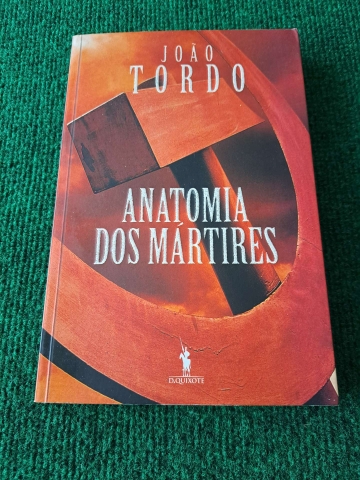 JOÃO
TORDO
ANATOMIA
DOS MÁRTIRES
D.QUIXOTE